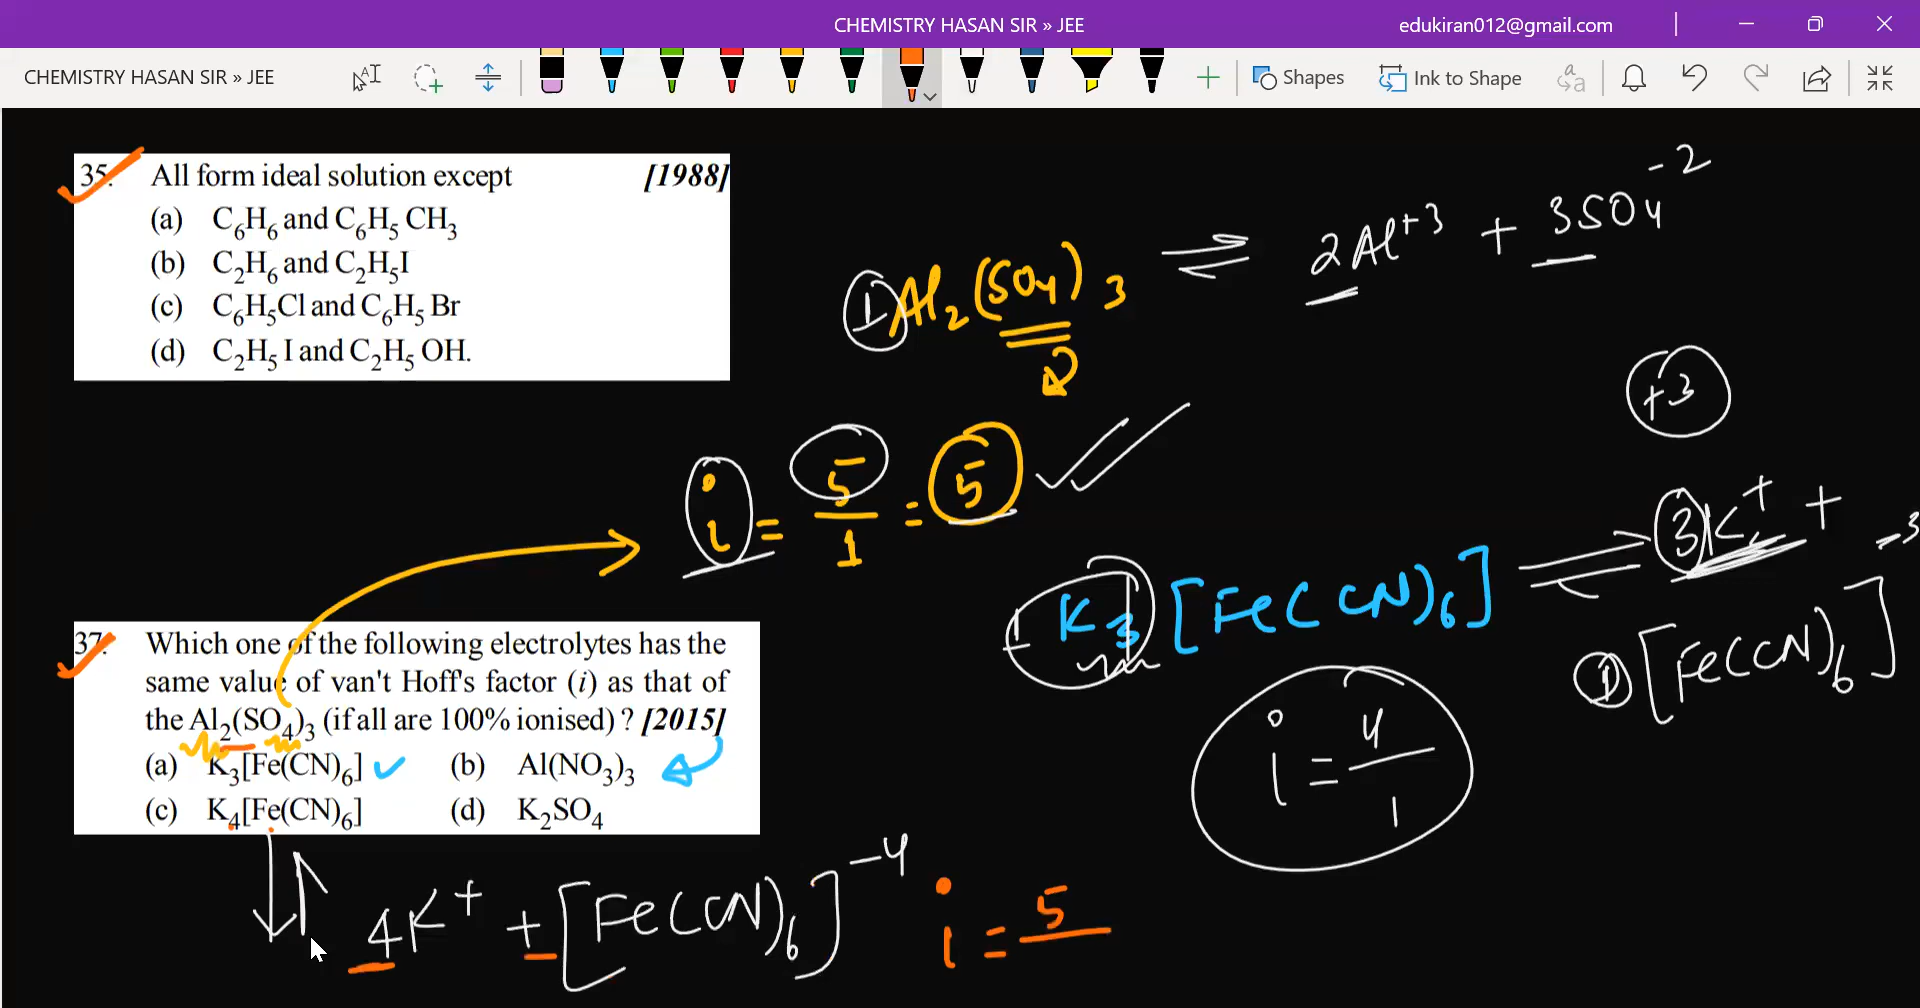 CHEMISTRY HASAN SIR » JEE
edukiran012@gmail.com
CHEMISTRY HASAN SIR » JEE
Shapes
Ink to Shape
35. All form ideal solution except [1988]
(a) C₆H₆ and C₆H₅ CH₃
(b) C₂H₆ and C₂H₅I
(c) C₆H₅Cl and C₆H₅ Br
(d) C₂H₅ I and C₂H₅ OH.
① Al₂(SO₄)₃ ⇌ 2Al⁺³ + 3SO₄⁻²
i = 5/1 = 5
+3
1 K₃[Fe(CN)₆] ⇌ 3K⁺ +
① [Fe(CN)₆]⁻³
i = 4/1
37. Which one of the following electrolytes has the
same value of van't Hoff's factor (i) as that of
the Al₂(SO₄)₃ (if all are 100% ionised) ? [2015]
(a) K₃[Fe(CN)₆] (b) Al(NO₃)₃
(c) K₄[Fe(CN)₆] (d) K₂SO₄
4K⁺ + [Fe(CN)₆]⁻⁴
i = 5